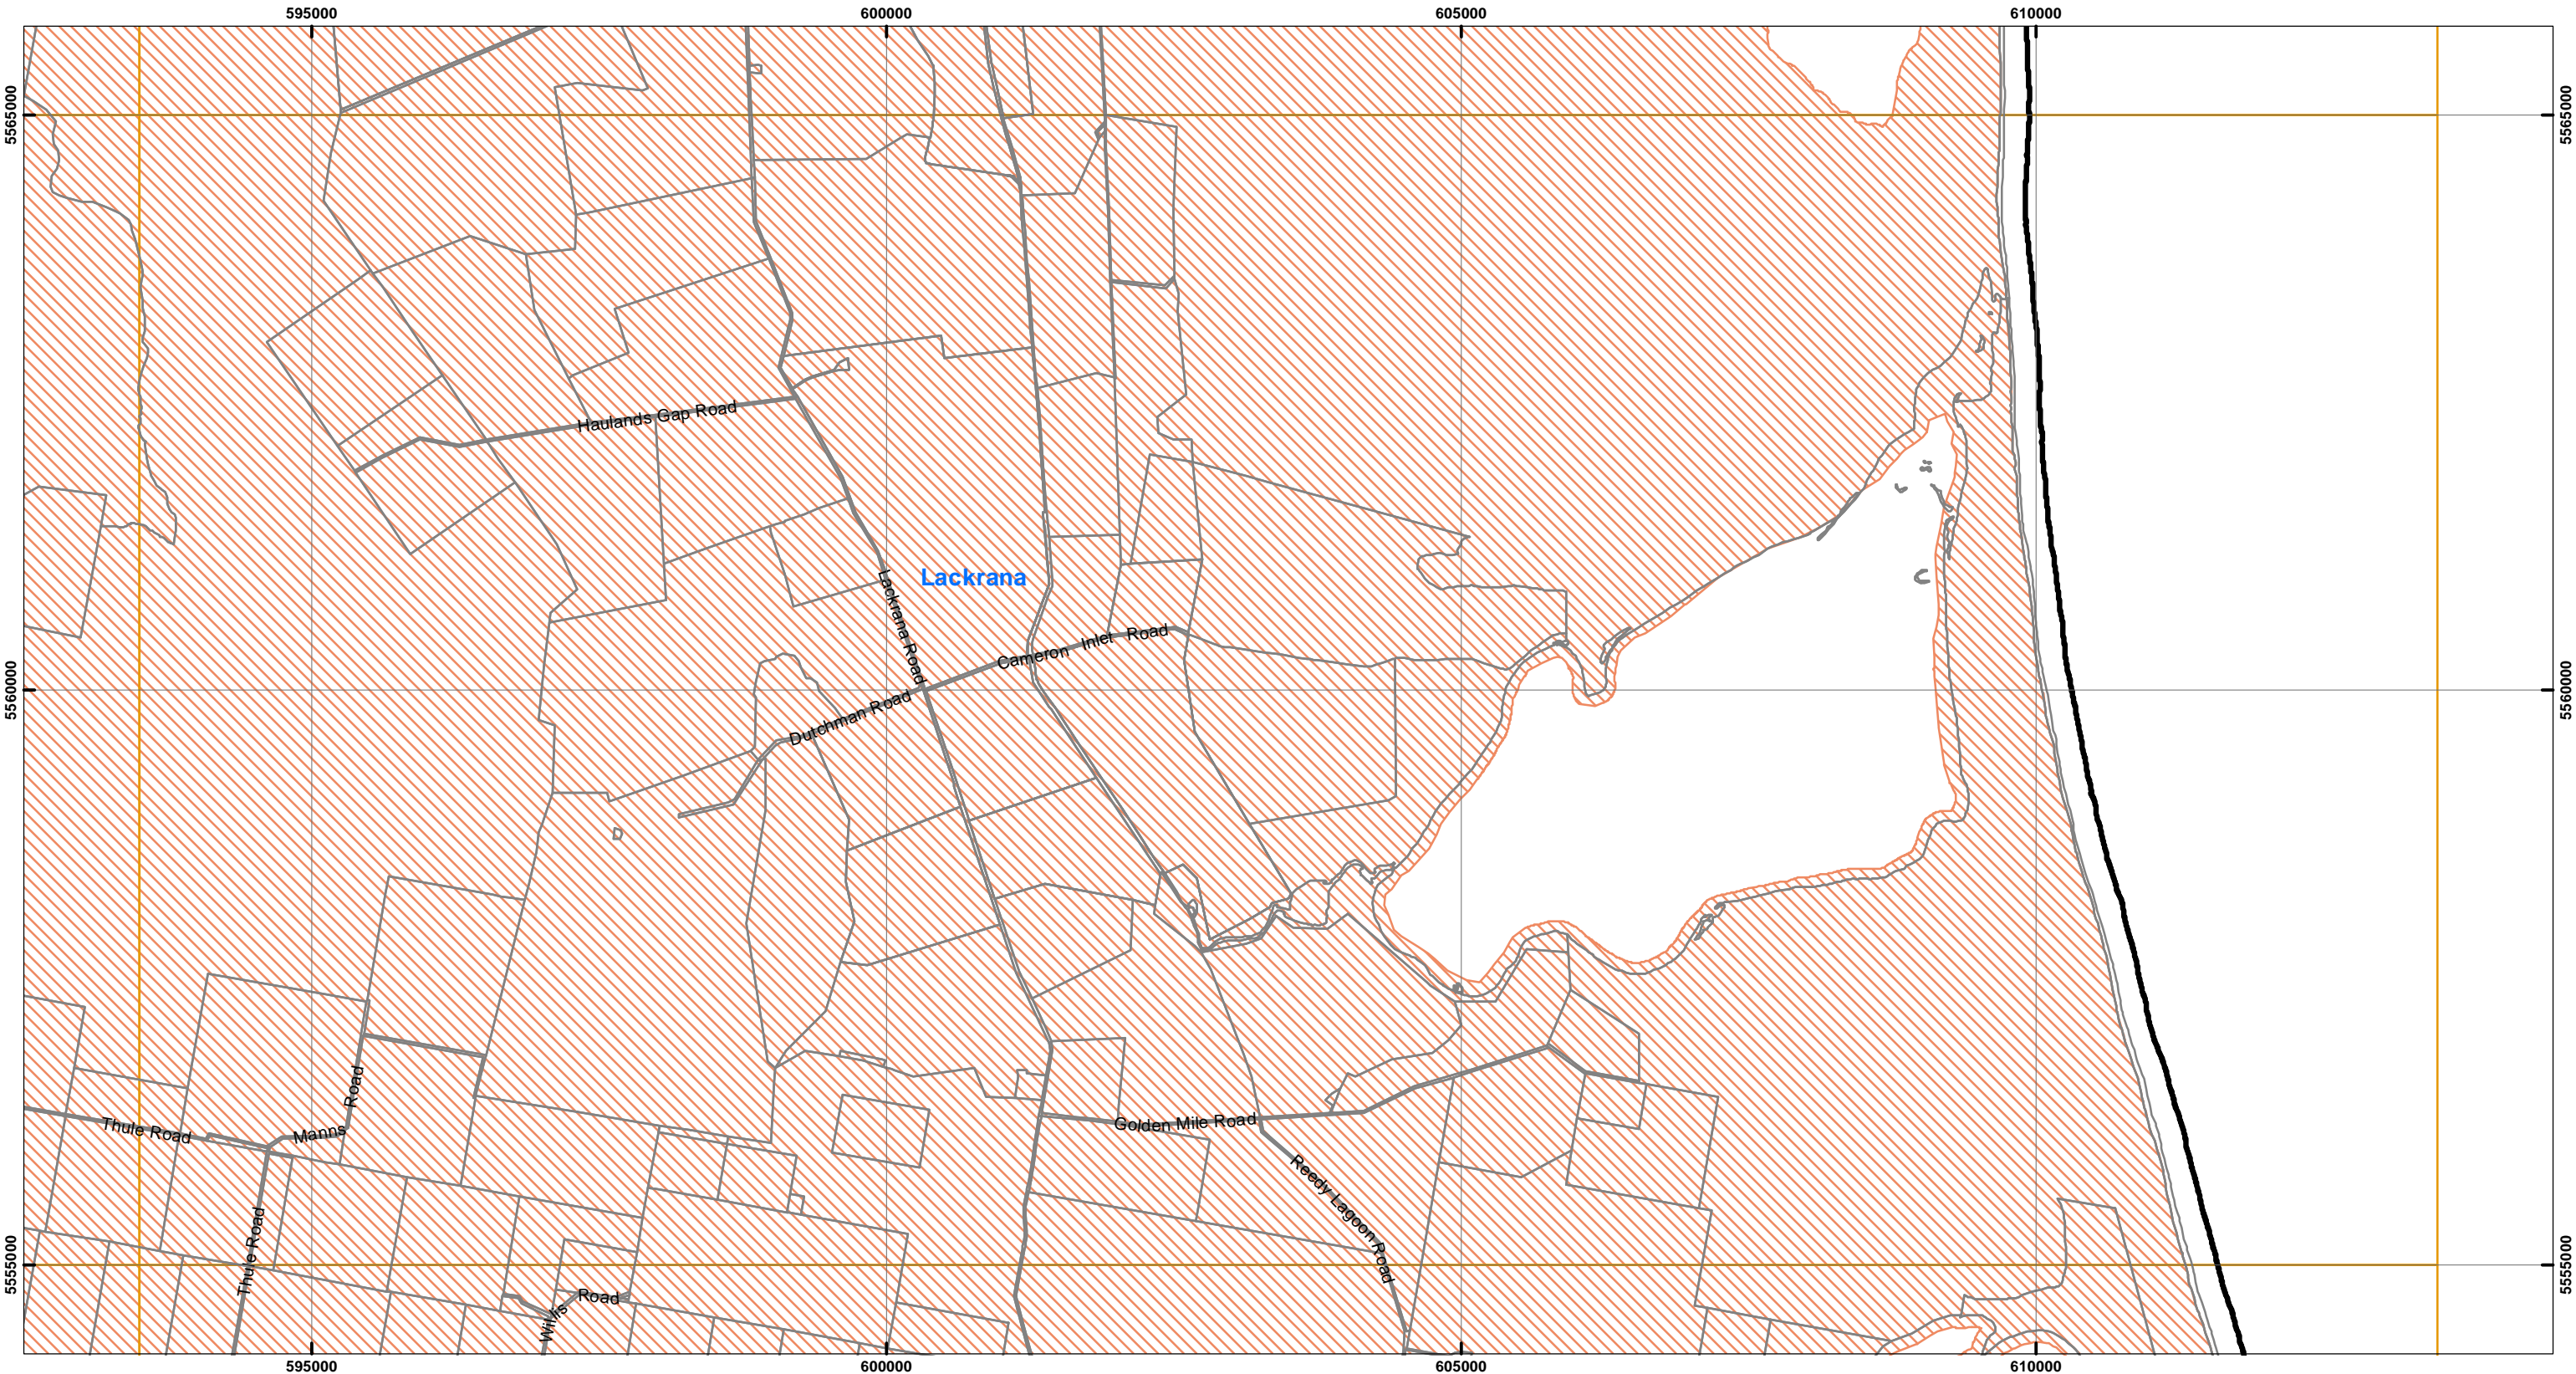 595000
600000
605000
610000
5565000
5565000
Haulands Gap Road
Lackrana
Lackrana Road
Cameron Inlet Road
5560000
5560000
Dutchman Road
Thule Road
Manns Road
Golden Mile Road
Reedy Lagoon Road
Thule Road
5555000
5555000
Willis Road
595000
600000
605000
610000